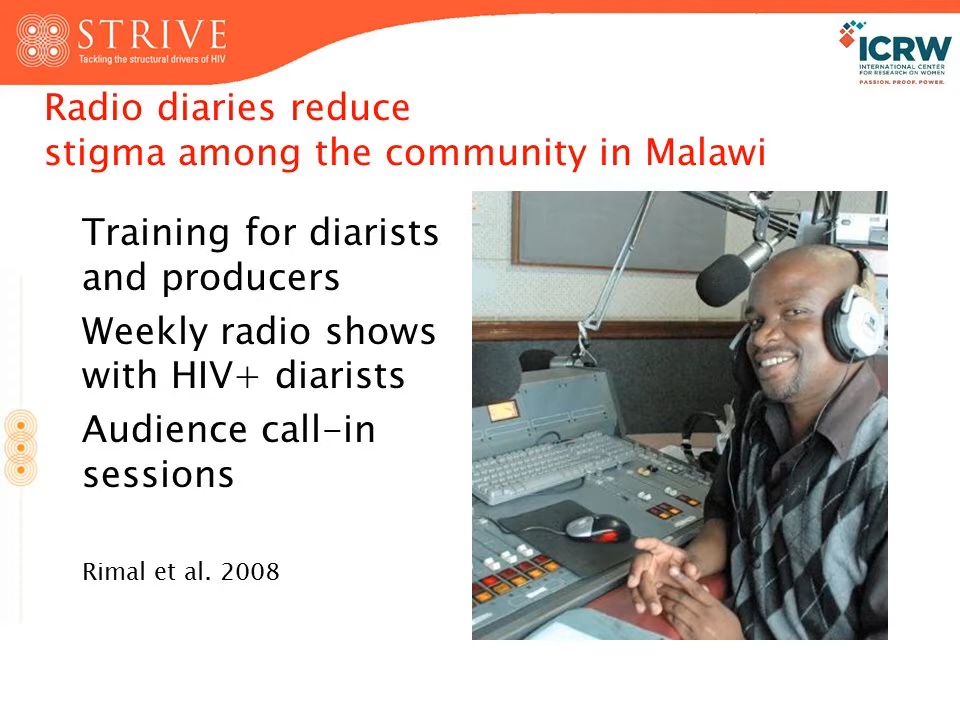 STRIVE
Tackling the structural drivers of HIV
ICRW
INTERNATIONAL CENTER
FOR RESEARCH ON WOMEN
PASSION. PROOF. POWER.
Radio diaries reduce
stigma among the community in Malawi
Training for diarists
and producers
Weekly radio shows
with HIV+ diarists
Audience call-in
sessions
Rimal et al. 2008